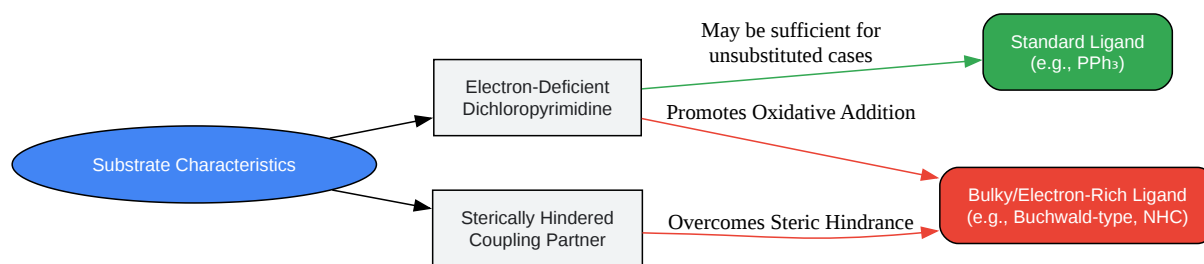 Substrate Characteristics
Electron-Deficient
Dichloropyrimidine
Sterically Hindered
Coupling Partner
May be sufficient for
unsubstituted cases
Promotes Oxidative Addition
Overcomes Steric Hindrance
Standard Ligand
(e.g., PPh₃)
Bulky/Electron-Rich Ligand
(e.g., Buchwald-type, NHC)